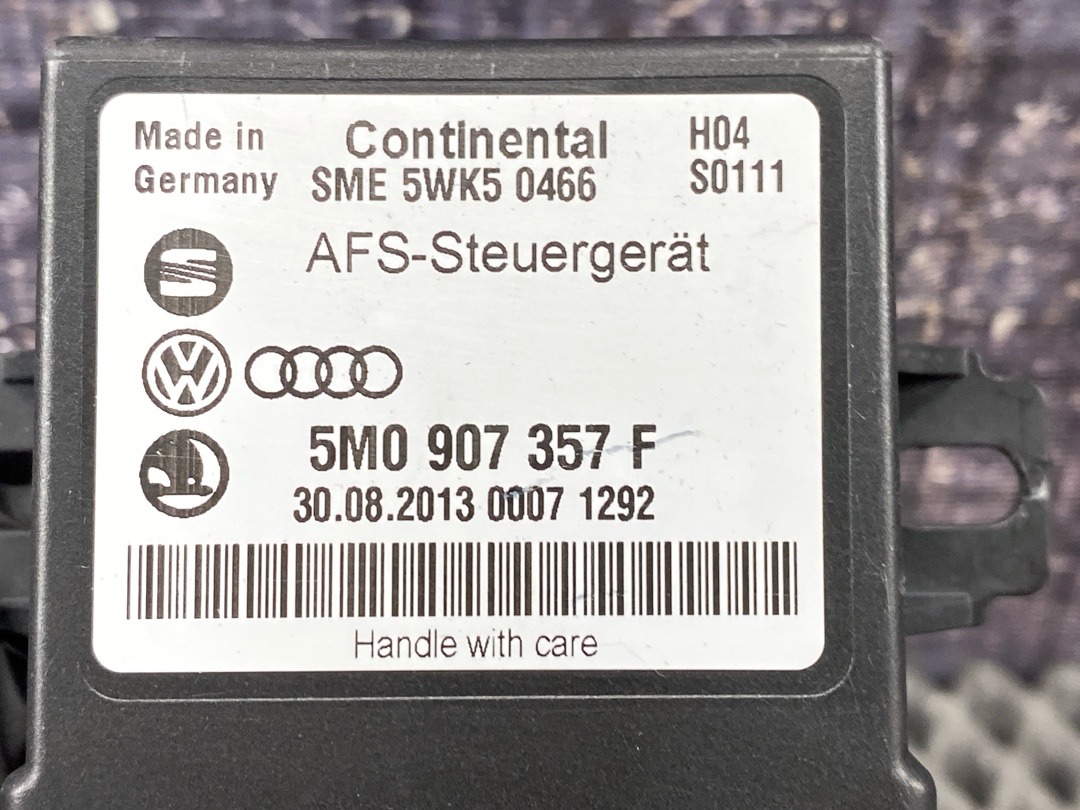 Made in Germany
Continental
SME 5WK5 0466
H04
S0111
AFS-Steuergerät
5M0 907 357 F
30.08.2013 0007 1292
Handle with care